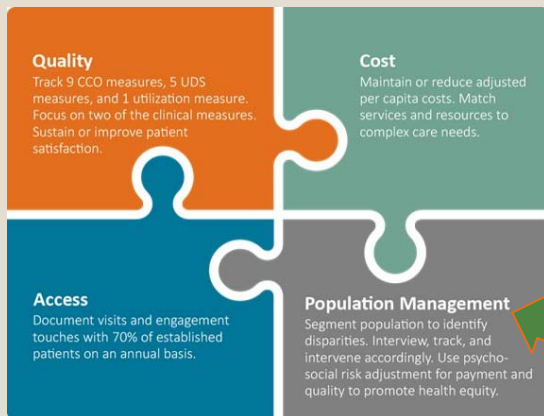 Quality
Track 9 CCO measures, 5 UDS
measures, and 1 utilization measure.
Focus on two of the clinical measures.
Sustain or improve patient
satisfaction.
Cost
Maintain or reduce adjusted
per capita costs. Match
services and resources to
complex care needs.
Access
Document visits and engagement
touches with 70% of established
patients on an annual basis.
Population Management
Segment population to identify
disparities. Interview, track, and
intervene accordingly. Use psycho-
social risk adjustment for payment and
quality to promote health equity.